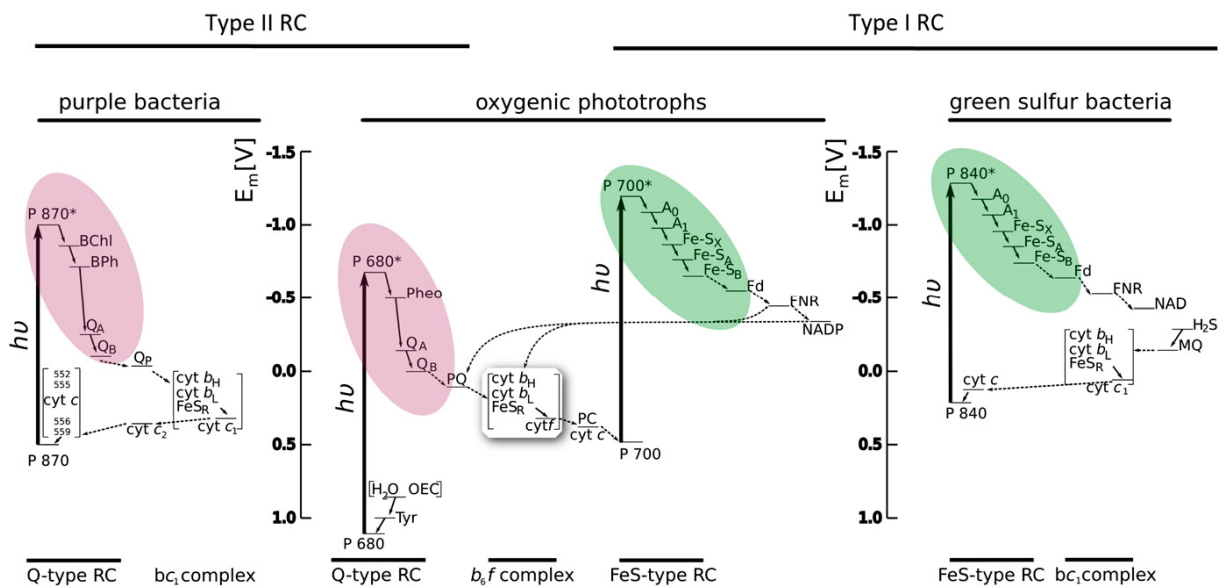 Type II RC
Type I RC
purple bacteria
oxygenic phototrophs
green sulfur bacteria
E_m[V]
-1.5
-1.0
-0.5
0.0
0.5
1.0
E_m[V]
-1.5
-1.0
-0.5
0.0
0.5
1.0
P 870*
BChl
BPh
Q_A
Q_B
Q_P
hυ
552
555
cyt c
556
559
cyt b_H
cyt b_L
FeS_R
cyt c_1
cyt c_2
P 870
P 680*
Pheo
Q_A
Q_B
PQ
hυ
cyt b_H
cyt b_L
FeS_R
cytf
PC
cyt c
[H_2O OEC]
Tyr
P 680
P 700*
A_0
A_1
Fe-S_X
Fe-S_A
Fe-S_B
Fd
FNR
NADP
hυ
P 700
P 840*
A_0
A_1
Fe-S_X
Fe-S_A
Fe-S_B
Fd
FNR
NAD
H_2S
MQ
hυ
cyt b_H
cyt b_L
FeS_R
cyt c_1
cyt c
P 840
Q-type RC
bc_1 complex
Q-type RC
b_6f complex
FeS-type RC
FeS-type RC
bc_1 complex